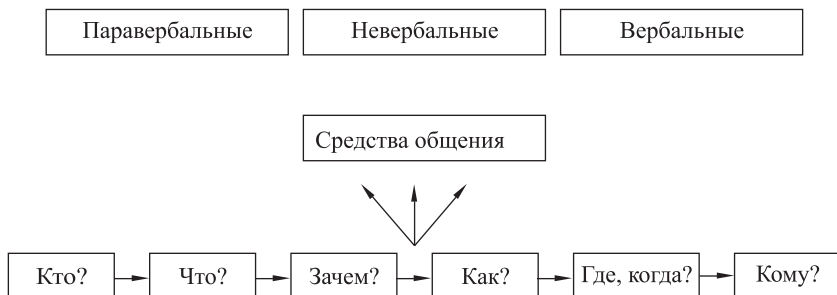 Паравербальные Невербальные Вербальные
Средства общения
Кто? Что? Зачем? Как? Где, когда? Кому?